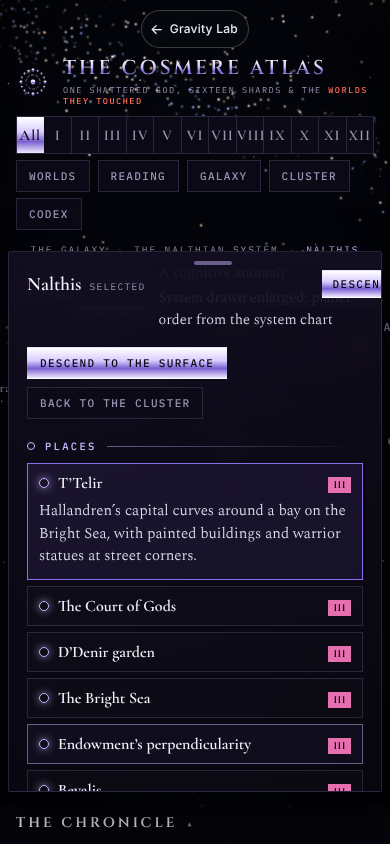 ← Gravity Lab
THE COSMERE ATLAS
ONE SHATTERED GOD, SIXTEEN SHARDS & THE WORLDS
THEY TOUCHED
All I II III IV V VI VII VIII IX X XI XII
WORLDS READING GALAXY CLUSTER
CODEX
THE GALAXY THE NALTHIAN SYSTEM NALTHIS
A cognitive anomaly
Nalthis SELECTED DESCEN
System drawn enlarged; planet
order from the system chart
DESCEND TO THE SURFACE
BACK TO THE CLUSTER
PLACES
T’Telir III
Hallandren’s capital curves around a bay on the
Bright Sea, with painted buildings and warrior
statues at street corners.
The Court of Gods III
D’Denir garden III
The Bright Sea III
Endowment’s perpendicularity III
Bevalis III
THE CHRONICLE ▴